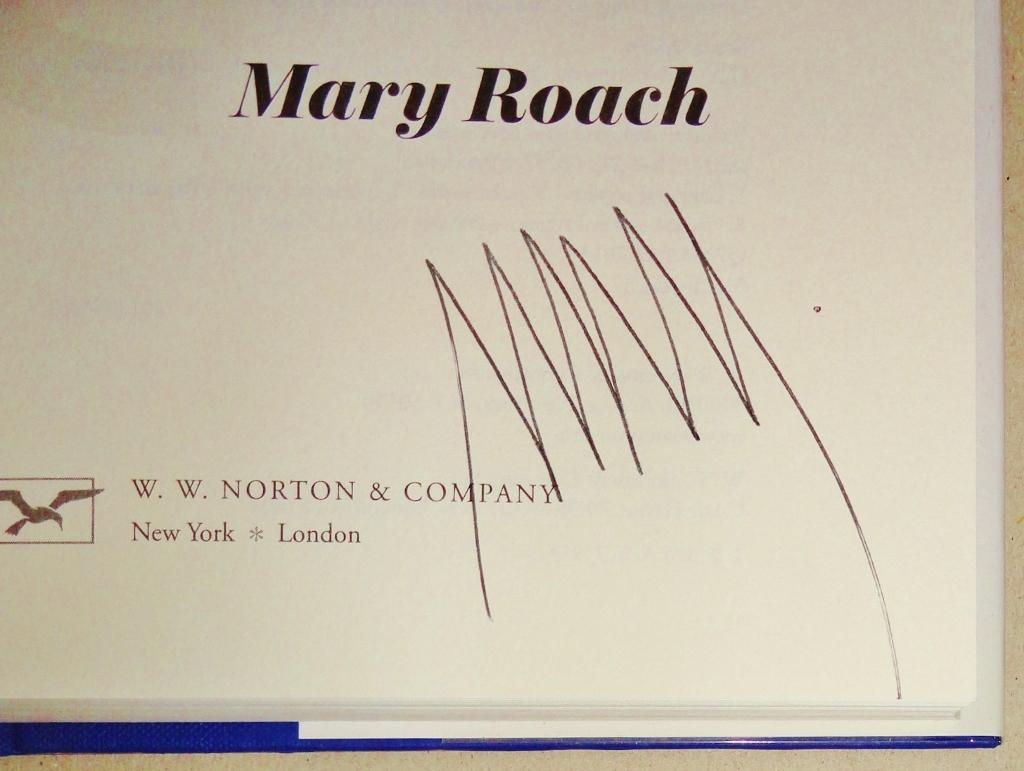 Mary Roach
W. W. NORTON & COMPANY
New York * London